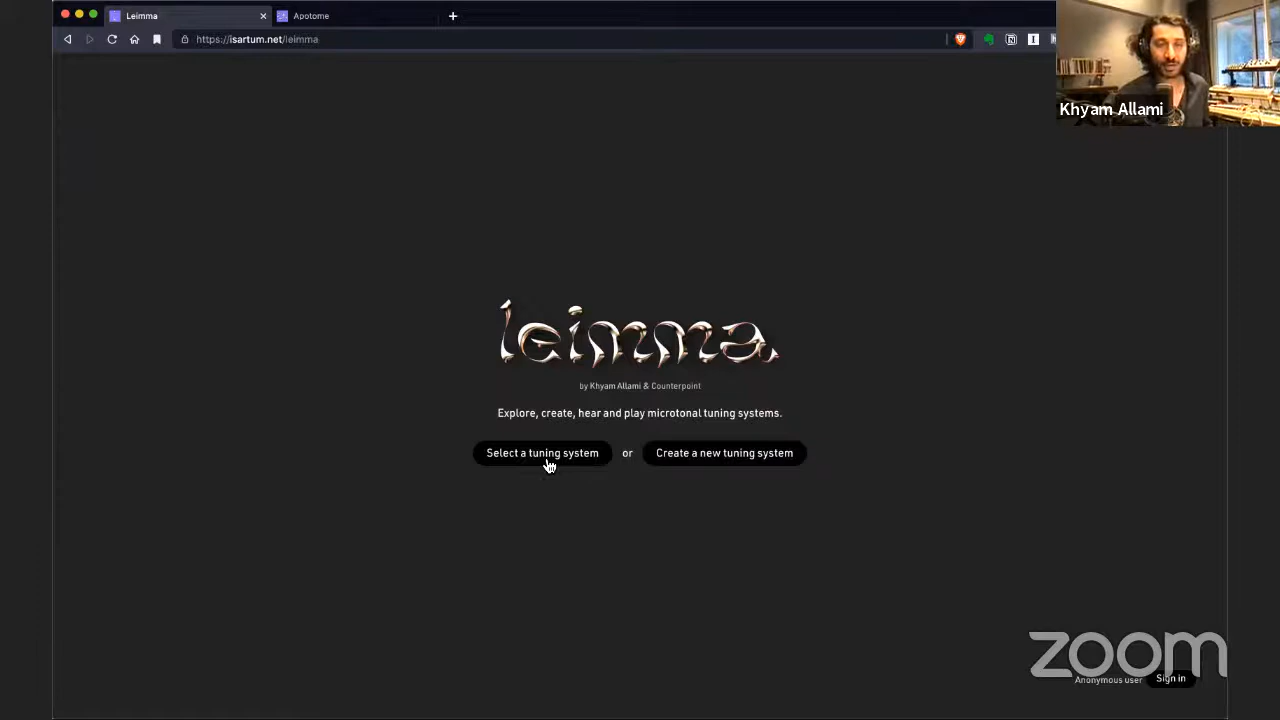 Leimma
Apotome
https://isartum.net/leimma
Khyam Allami
leimma
by Khyam Allami & Counterpoint
Explore, create, hear and play microtonal tuning systems.
Select a tuning system or Create a new tuning system
zoom
Anonymous user Sign in